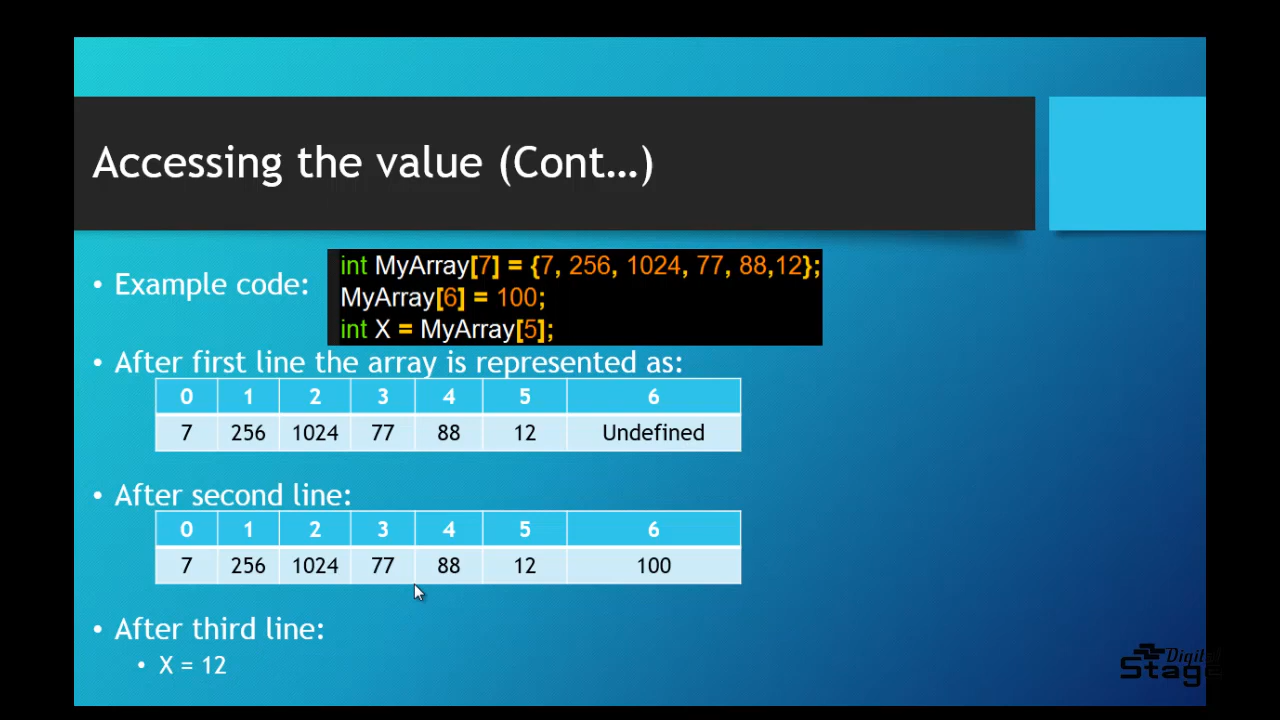 Accessing the value (Cont...)
• Example code:
int MyArray[7] = {7, 256, 1024, 77, 88,12};
MyArray[6] = 100;
int X = MyArray[5];
• After first line the array is represented as:
0 1 2 3 4 5 6
7 256 1024 77 88 12 Undefined
• After second line:
0 1 2 3 4 5 6
7 256 1024 77 88 12 100
• After third line:
• X = 12
Digital
Stage